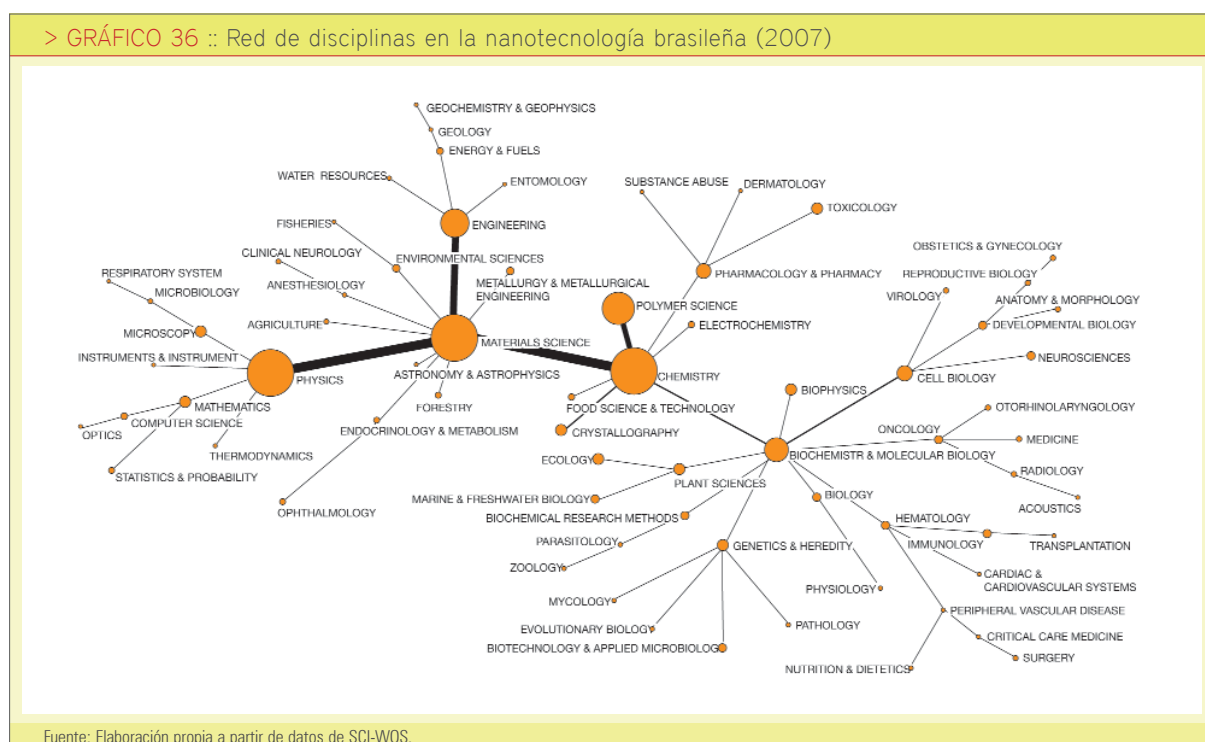 > GRÁFICO 36 :: Red de disciplinas en la nanotecnología brasileña (2007)
GEOCHEMISTRY & GEOPHYSICS
GEOLOGY
ENERGY & FUELS
WATER RESOURCES
ENTOMOLOGY
SUBSTANCE ABUSE
DERMATOLOGY
TOXICOLOGY
FISHERIES
ENGINEERING
CLINICAL NEUROLOGY
ENVIRONMENTAL SCIENCES
OBSTETICS & GYNECOLOGY
RESPIRATORY SYSTEM
ANESTHESIOLOGY
METALLURGY & METALLURGICAL
ENGINEERING
PHARMACOLOGY & PHARMACY
REPRODUCTIVE BIOLOGY
MICROBIOLOGY
VIROLOGY
ANATOMY & MORPHOLOGY
POLYMER SCIENCE
AGRICULTURE
ELECTROCHEMISTRY
DEVELOPMENTAL BIOLOGY
MICROSCOPY
MATERIALS SCIENCE
INSTRUMENTS & INSTRUMENT
NEUROSCIENCES
PHYSICS
ASTRONOMY & ASTROPHYSICS
CHEMISTRY
CELL BIOLOGY
BIOPHYSICS
MATHEMATICS
FORESTRY
FOOD SCIENCE & TECHNOLOGY
OTORHINOLARYNGOLOGY
COMPUTER SCIENCE
ENDOCRINOLOGY & METABOLISM
CRYSTALLOGRAPHY
ONCOLOGY
OPTICS
MEDICINE
THERMODYNAMICS
BIOCHEMISTR & MOLECULAR BIOLOGY
ECOLOGY
STATISTICS & PROBABILITY
PLANT SCIENCES
RADIOLOGY
MARINE & FRESHWATER BIOLOGY
BIOLOGY
OPHTHALMOLOGY
ACOUSTICS
BIOCHEMICAL RESEARCH METHODS
HEMATOLOGY
PARASITOLOGY
GENETICS & HEREDITY
IMMUNOLOGY
TRANSPLANTATION
ZOOLOGY
CARDIAC &
CARDIOVASCULAR SYSTEMS
PHYSIOLOGY
MYCOLOGY
PERIPHERAL VASCULAR DISEASE
PATHOLOGY
EVOLUTIONARY BIOLOGY
CRITICAL CARE MEDICINE
BIOTECHNOLOGY & APPLIED MICROBIOLOG
SURGERY
NUTRITION & DIETETICS
Fuente: Elaboración propia a partir de datos de SCI-WOS.